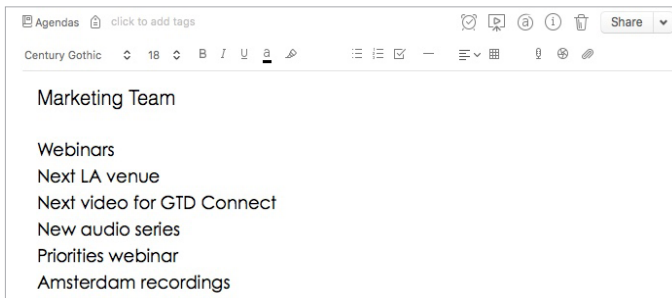 Agendas click to add tags Share
Century Gothic 18 B I U a
Marketing Team
Webinars
Next LA venue
Next video for GTD Connect
New audio series
Priorities webinar
Amsterdam recordings